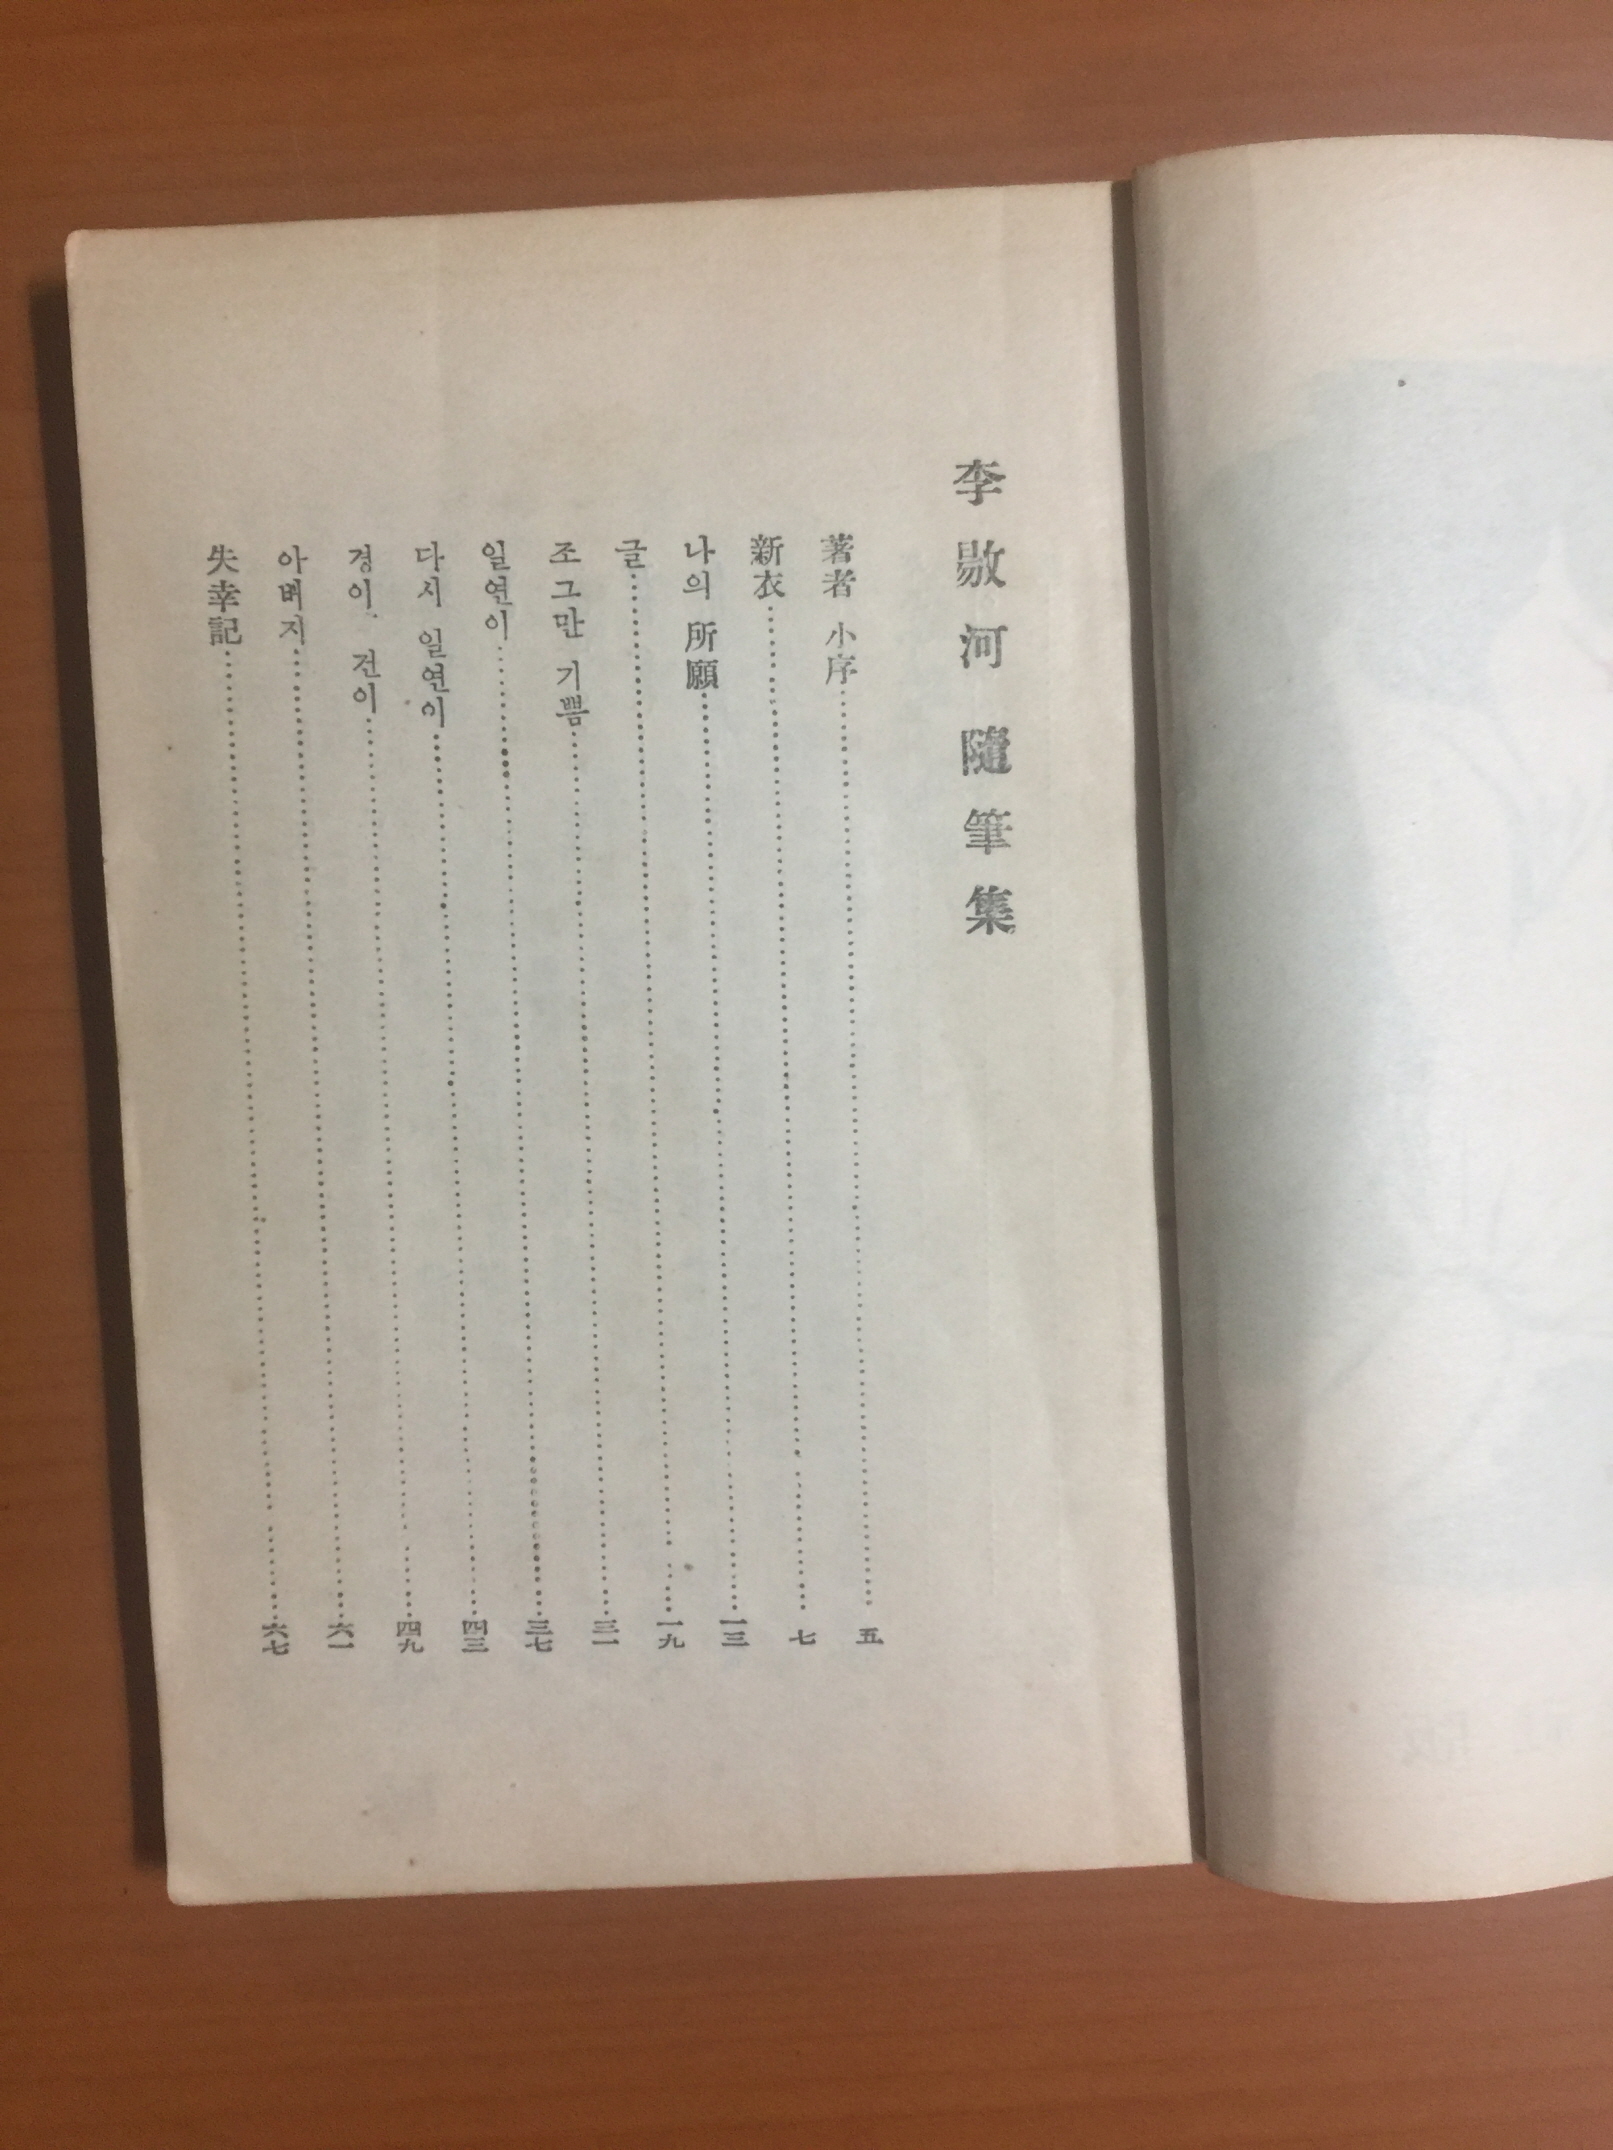 李敭河 隨筆集
著者 小序……五
新衣……七
나의 所願……一三
글……一九
조그만 기쁨……三一
일연이……三七
다시 일연이……四三
경이, 건이……四九
아버지……六一
失幸記……六七
版